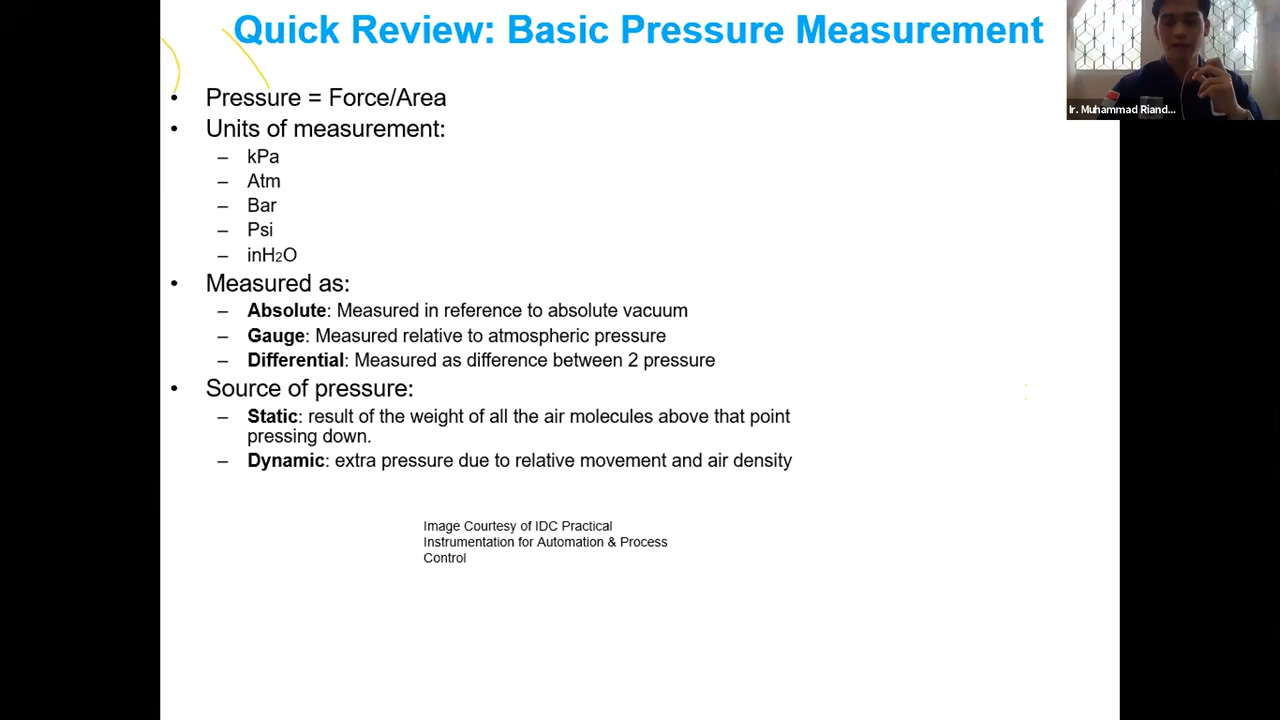 Quick Review: Basic Pressure Measurement
Ir. Muhammad Riand...
• Pressure = Force/Area
• Units of measurement:
– kPa
– Atm
– Bar
– Psi
– inH₂O
• Measured as:
– Absolute: Measured in reference to absolute vacuum
– Gauge: Measured relative to atmospheric pressure
– Differential: Measured as difference between 2 pressure
• Source of pressure:
– Static: result of the weight of all the air molecules above that point
pressing down.
– Dynamic: extra pressure due to relative movement and air density
Image Courtesy of IDC Practical
Instrumentation for Automation & Process
Control